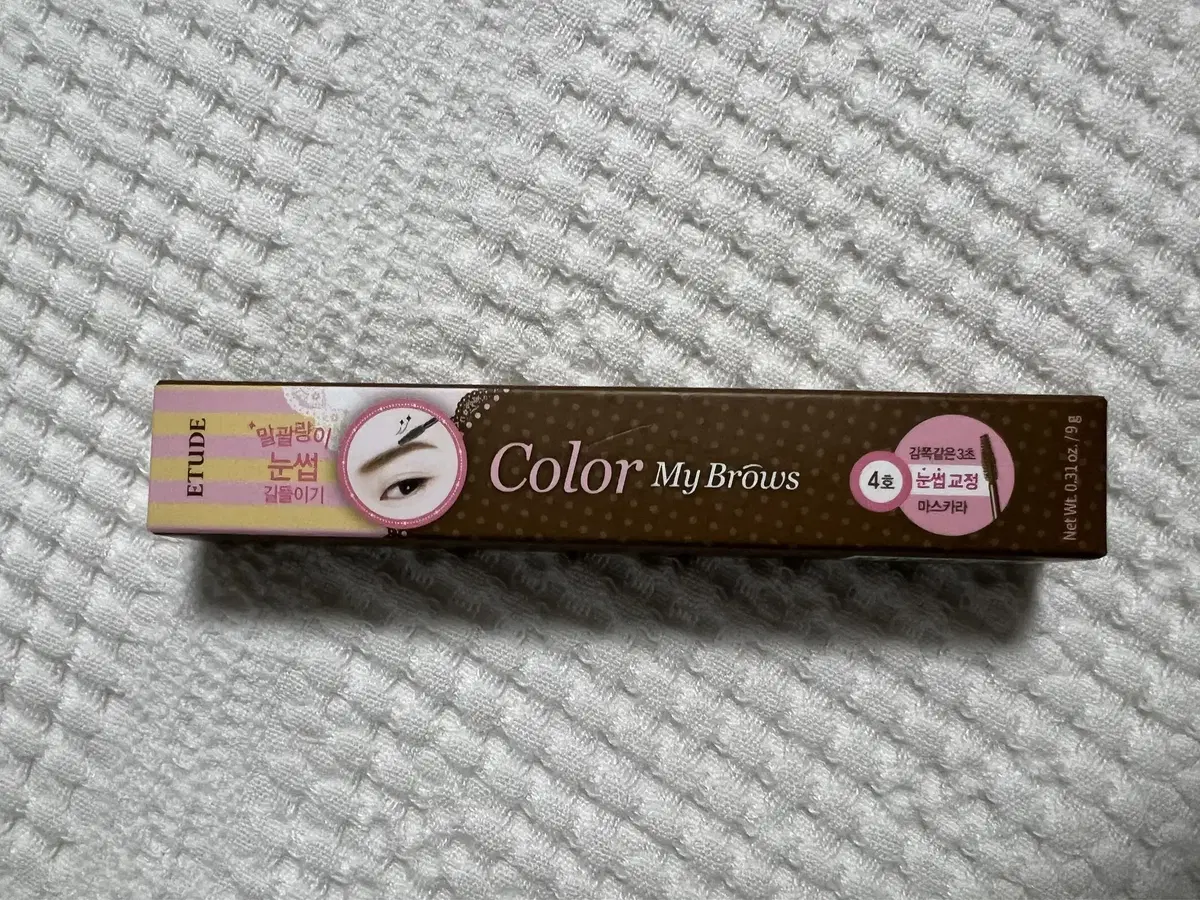 ETUDE
말괄량이
눈썹
길들이기
Color My Brows
4호
감쪽같은 3초
눈썹 교정
마스카라
Net Wt. 0.31 oz. / 9 g